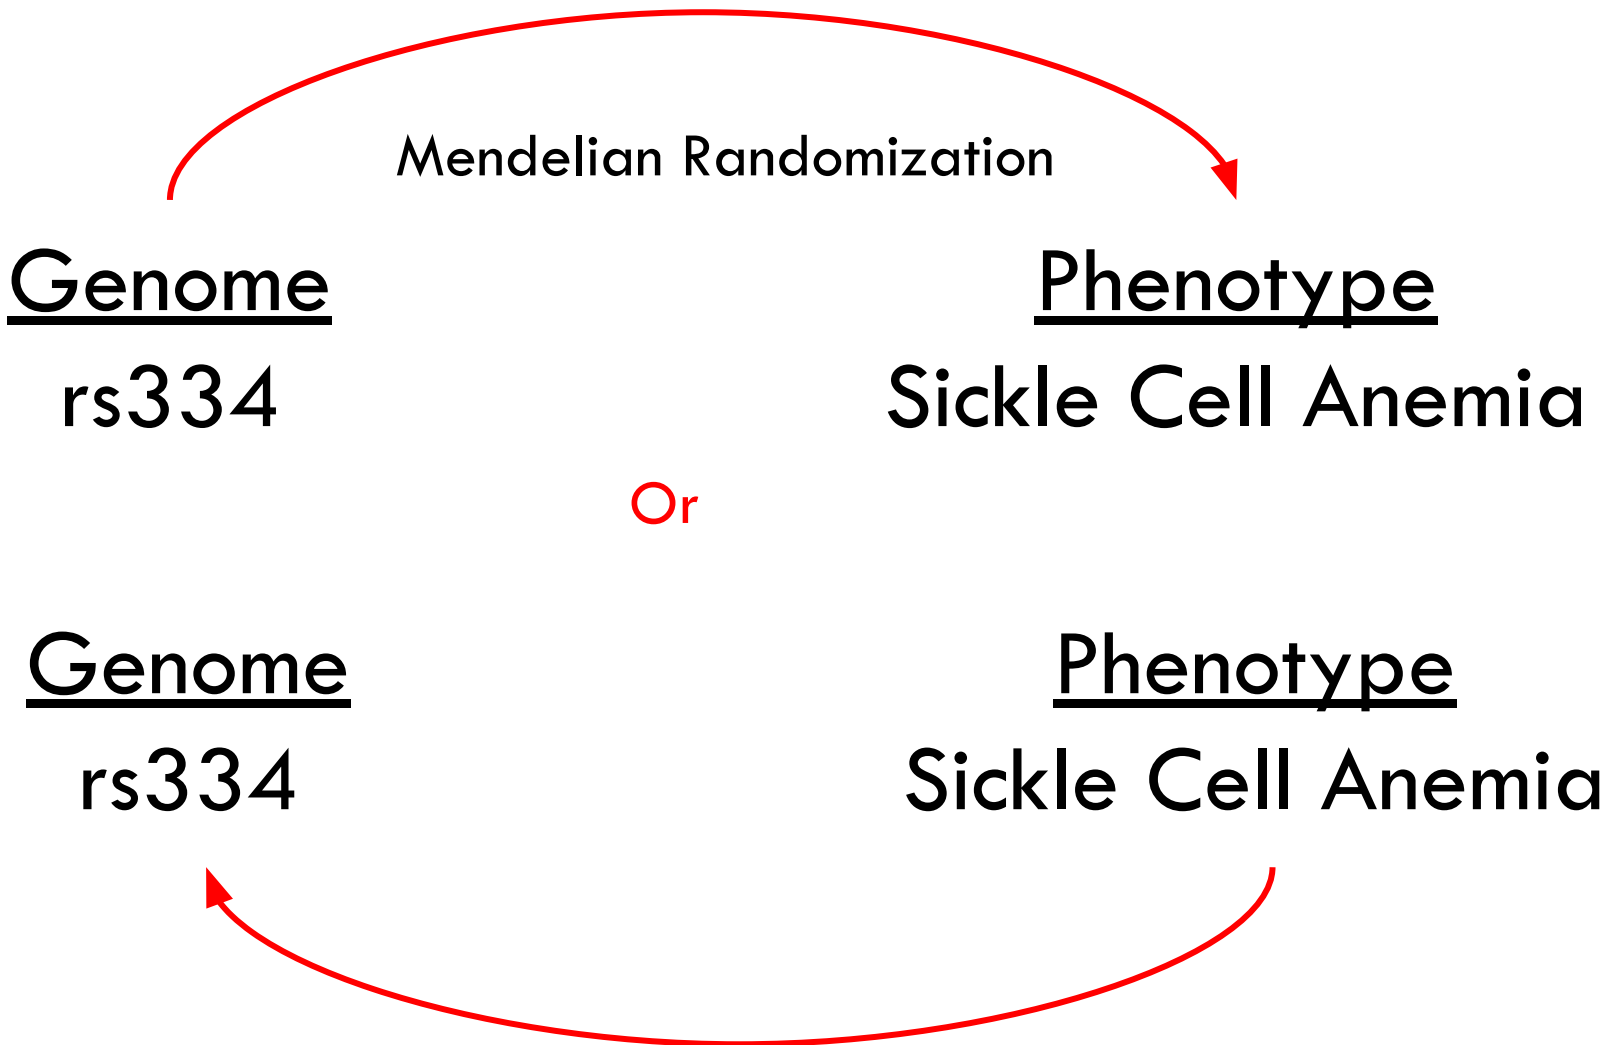 Mendelian Randomization
Genome
Phenotype
rs334
Sickle Cell Anemia
Or
Genome
Phenotype
rs334
Sickle Cell Anemia